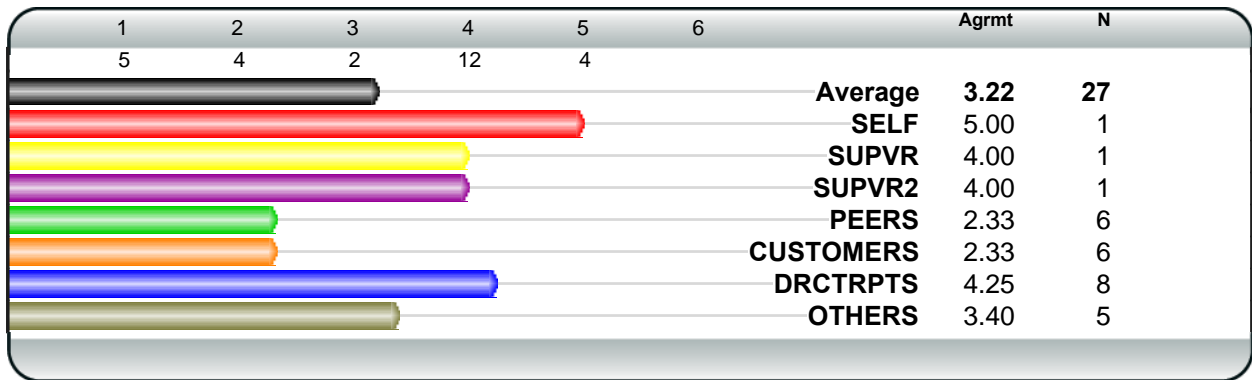 1 2 3 4 5 6 Agrmt N
5 4 2 12 4
Average 3.22 27
SELF 5.00 1
SUPVR 4.00 1
SUPVR2 4.00 1
PEERS 2.33 6
CUSTOMERS 2.33 6
DRCTRPTS 4.25 8
OTHERS 3.40 5